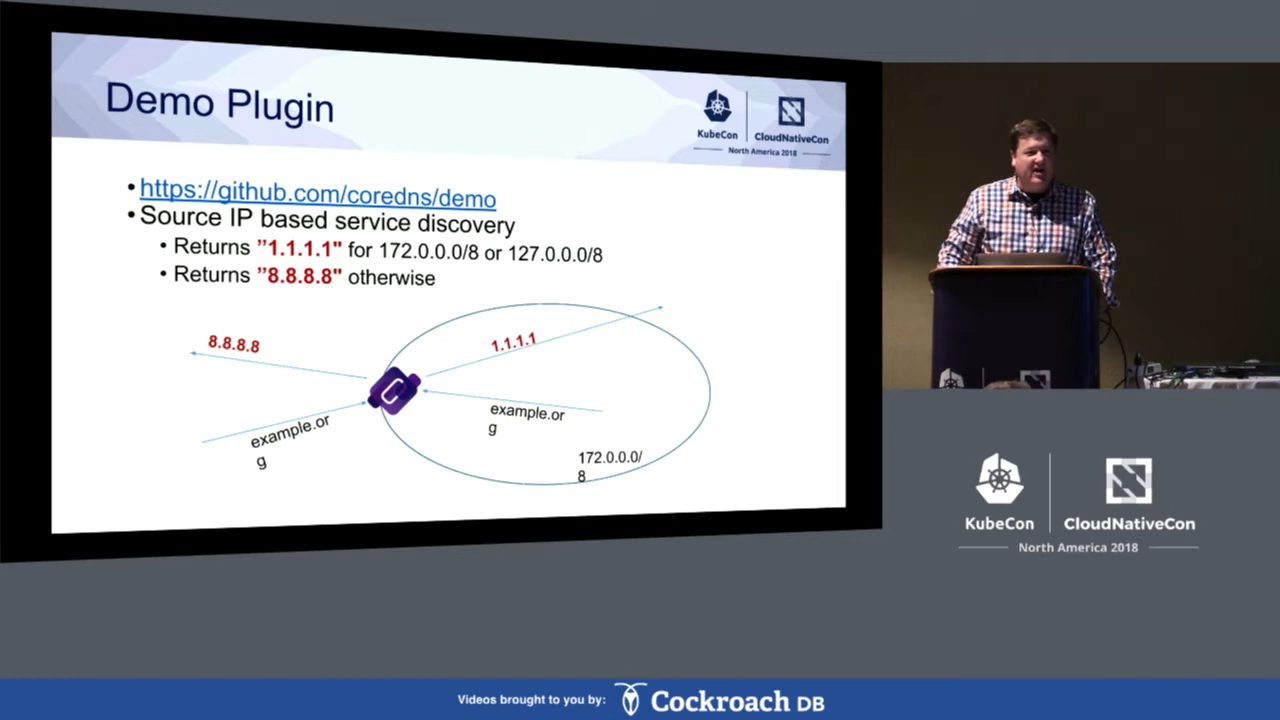 Demo Plugin
KubeCon
CloudNativeCon
North America 2018
• https://github.com/coredns/demo
• Source IP based service discovery
• Returns ”1.1.1.1" for 172.0.0.0/8 or 127.0.0.0/8
• Returns ”8.8.8.8" otherwise
8.8.8.8
1.1.1.1
C
example.or
g
example.or
g
172.0.0.0/
8
KubeCon
CloudNativeCon
North America 2018
Videos brought to you by:
Cockroach DB